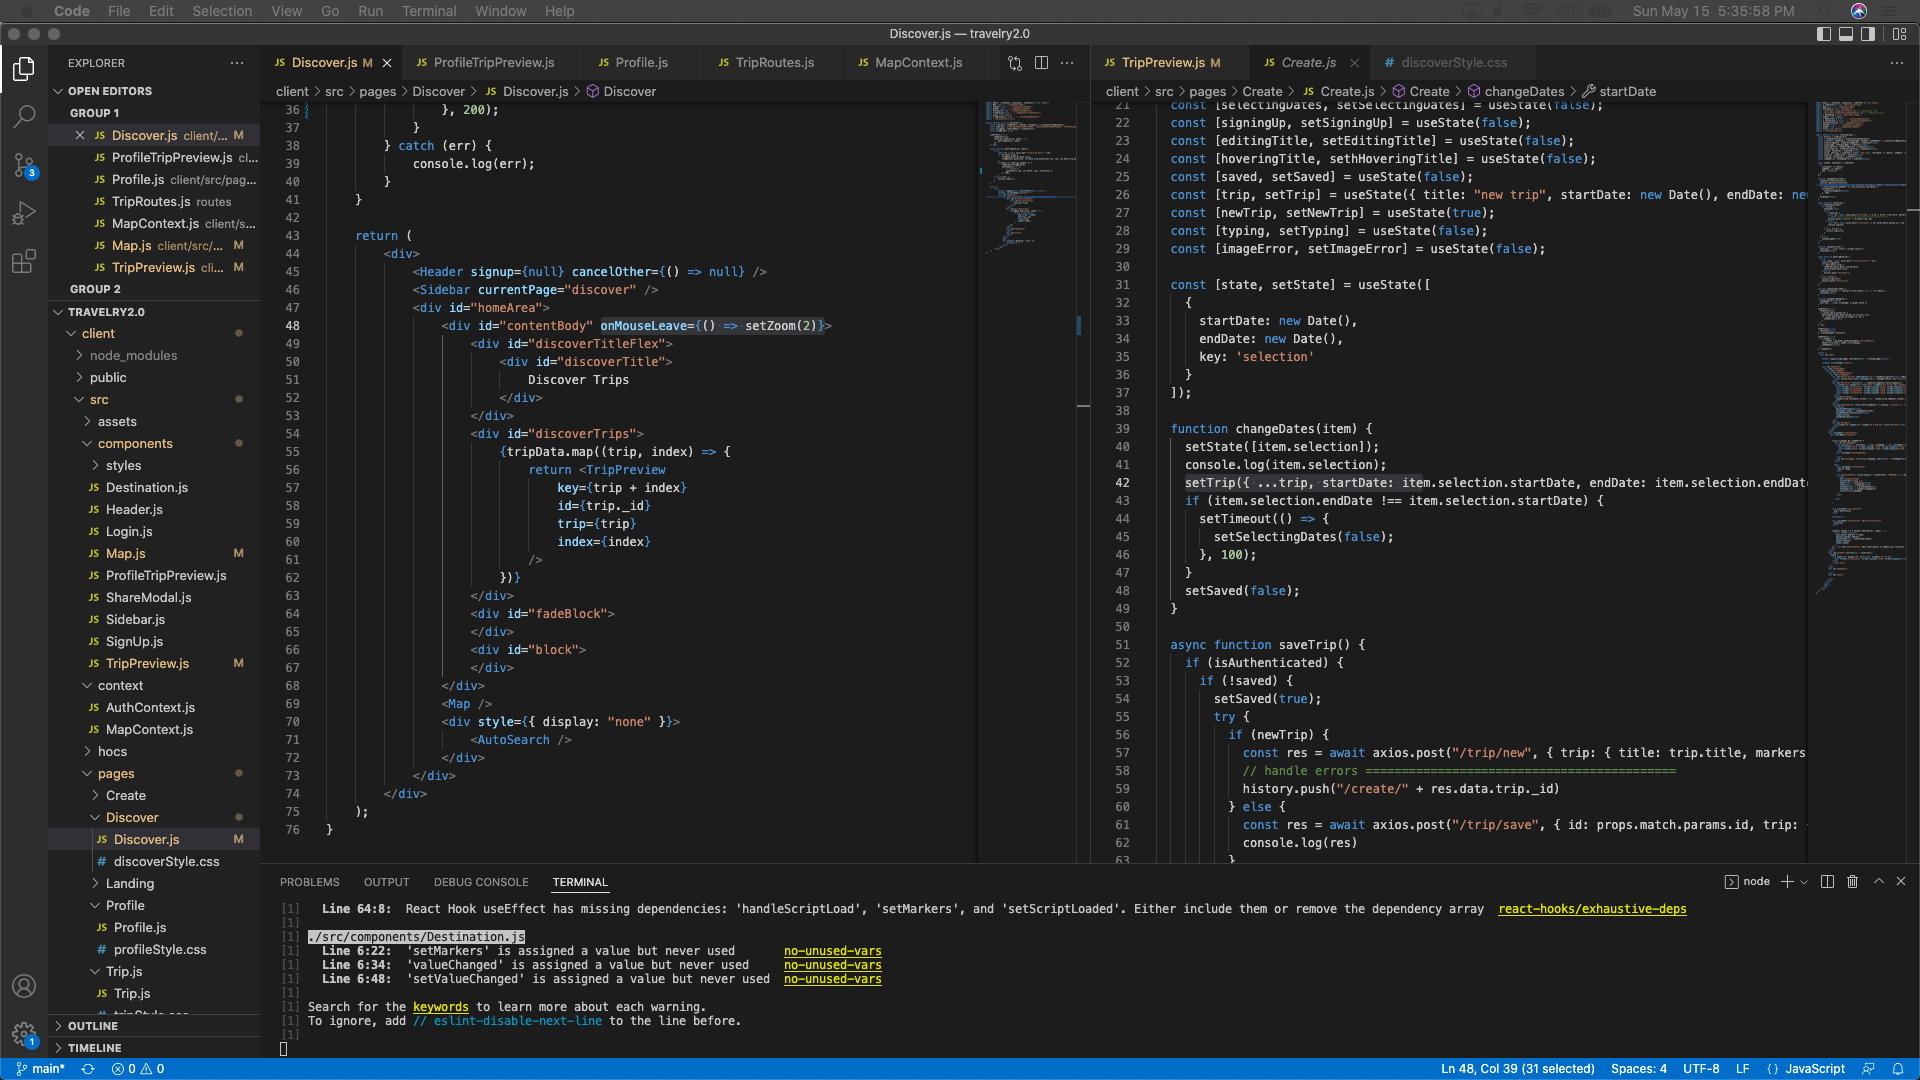 Code File Edit Selection View Go Run Terminal Window Help
100%
Sun May 15 5:35:58 PM
Discover.js — travelry2.0
EXPLORER
OPEN EDITORS
GROUP 1
JS Discover.js client/... M
JS ProfileTripPreview.js cl...
JS Profile.js client/src/pag...
JS TripRoutes.js routes
JS MapContext.js client/s...
JS Map.js client/src/... M
JS TripPreview.js cli... M
GROUP 2
TRAVELRY2.0
client
node_modules
public
src
assets
components
styles
JS Destination.js
JS Header.js
JS Login.js
JS Map.js M
JS ProfileTripPreview.js
JS ShareModal.js
JS Sidebar.js
JS SignUp.js
JS TripPreview.js M
context
JS AuthContext.js
JS MapContext.js
hocs
pages
Create
Discover
JS Discover.js M
# discoverStyle.css
Landing
Profile
JS Profile.js
# profileStyle.css
Trip.js
JS Trip.js
# tripStyle.css
OUTLINE
TIMELINE
3
1
JS Discover.js M
JS ProfileTripPreview.js
JS Profile.js
JS TripRoutes.js
JS MapContext.js
client > src > pages > Discover > JS Discover.js > Discover
36 }, 200);
37 }
38 } catch (err) {
39 console.log(err);
40 }
41 }
42
43 return (
44 <div>
45 <Header signup={null} cancelOther={() => null} />
46 <Sidebar currentPage="discover" />
47 <div id="homeArea">
48 <div id="contentBody" onMouseLeave={() => setZoom(2)}>
49 <div id="discoverTitleFlex">
50 <div id="discoverTitle">
51 Discover Trips
52 </div>
53 </div>
54 <div id="discoverTrips">
55 {tripData.map((trip, index) => {
56 return <TripPreview
57 key={trip + index}
58 id={trip._id}
59 trip={trip}
60 index={index}
61 />
62 })}
63 </div>
64 <div id="fadeBlock">
65 </div>
66 <div id="block">
67 </div>
68 </div>
69 <Map />
70 <div style={{ display: "none" }}>
71 <AutoSearch />
72 </div>
73 </div>
74 </div>
75 );
76 }
JS TripPreview.js M
JS Create.js
# discoverStyle.css
client > src > pages > Create > JS Create.js > Create > changeDates > startDate
21 const [selectingDates, setSelectingDates] = useState(false);
22 const [signingUp, setSigningUp] = useState(false);
23 const [editingTitle, setEditingTitle] = useState(false);
24 const [hoveringTitle, sethHoveringTitle] = useState(false);
25 const [saved, setSaved] = useState(false);
26 const [trip, setTrip] = useState({ title: "new trip", startDate: new Date(), endDate: ne
27 const [newTrip, setNewTrip] = useState(true);
28 const [typing, setTyping] = useState(false);
29 const [imageError, setImageError] = useState(false);
30
31 const [state, setState] = useState([
32 {
33 startDate: new Date(),
34 endDate: new Date(),
35 key: 'selection'
36 }
37 ]);
38
39 function changeDates(item) {
40 setState([item.selection]);
41 console.log(item.selection);
42 setTrip({ ...trip, startDate: item.selection.startDate, endDate: item.selection.endDate
43 if (item.selection.endDate !== item.selection.startDate) {
44 setTimeout(() => {
45 setSelectingDates(false);
46 }, 100);
47 }
48 setSaved(false);
49 }
50
51 async function saveTrip() {
52 if (isAuthenticated) {
53 if (!saved) {
54 setSaved(true);
55 try {
56 if (newTrip) {
57 const res = await axios.post("/trip/new", { trip: { title: trip.title, markers
58 // handle errors ===========================================
59 history.push("/create/" + res.data.trip._id)
60 } else {
61 const res = await axios.post("/trip/save", { id: props.match.params.id, trip:
62 console.log(res)
63 }
PROBLEMS OUTPUT DEBUG CONSOLE TERMINAL
node
[1] Line 64:8: React Hook useEffect has missing dependencies: 'handleScriptLoad', 'setMarkers', and 'setScriptLoaded'. Either include them or remove the dependency array react-hooks/exhaustive-deps
[1]
[1] ./src/components/Destination.js
[1] Line 6:22: 'setMarkers' is assigned a value but never used no-unused-vars
[1] Line 6:34: 'valueChanged' is assigned a value but never used no-unused-vars
[1] Line 6:48: 'setValueChanged' is assigned a value but never used no-unused-vars
[1]
[1] Search for the keywords to learn more about each warning.
[1] To ignore, add // eslint-disable-next-line to the line before.
[1]
main* 0 0
Ln 48, Col 39 (31 selected) Spaces: 4 UTF-8 LF {} JavaScript